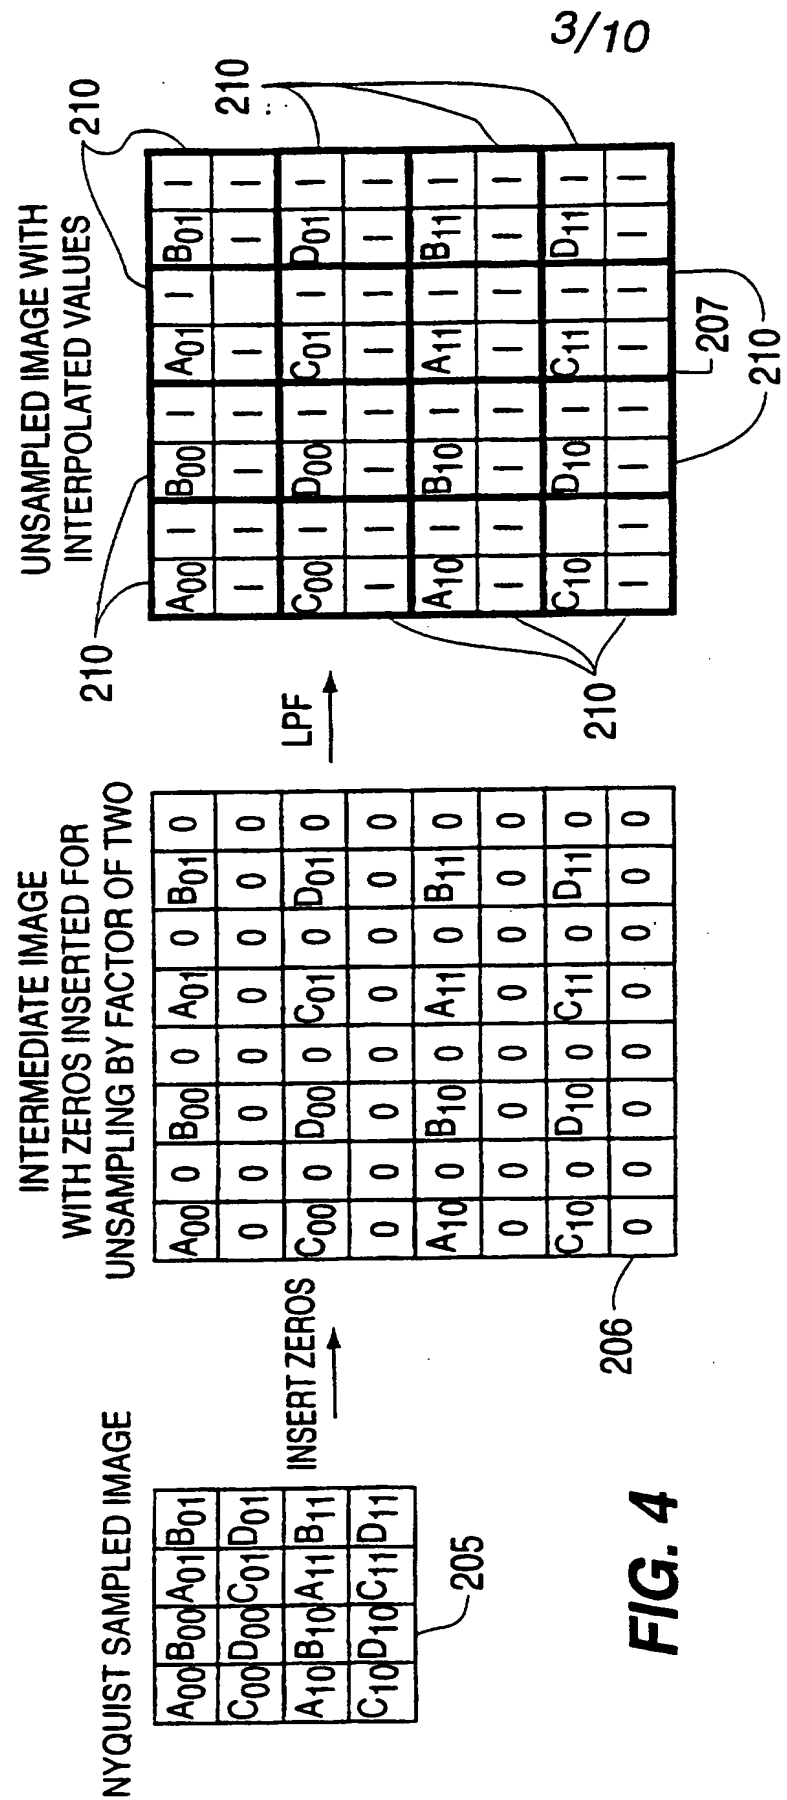 3/10
NYQUIST SAMPLED IMAGE
A00 B00 A01 B01
C00 D00 C01 D01
A10 B10 A11 B11
C10 D10 C11 D11
205
INSERT ZEROS
INTERMEDIATE IMAGE
WITH ZEROS INSERTED FOR
UNSAMPLING BY FACTOR OF TWO
A00 0 B00 0 A01 0 B01 0
0 0 0 0 0 0 0 0
C00 0 D00 0 C01 0 D01 0
0 0 0 0 0 0 0 0
A10 0 B10 0 A11 0 B11 0
0 0 0 0 0 0 0 0
C10 0 D10 0 C11 0 D11 0
0 0 0 0 0 0 0 0
206
LPF
UNSAMPLED IMAGE WITH
INTERPOLATED VALUES
210
210
A00 I B00 I A01 I B01 I
I I I I I I I
C00 I D00 I C01 I D01 I
I I I I I I I I
A10 I B10 I A11 I B11 I
I I I I I I I I
C10 D10 I C11 I D11 I
I I I I I I I I
210
210
207
210
FIG. 4